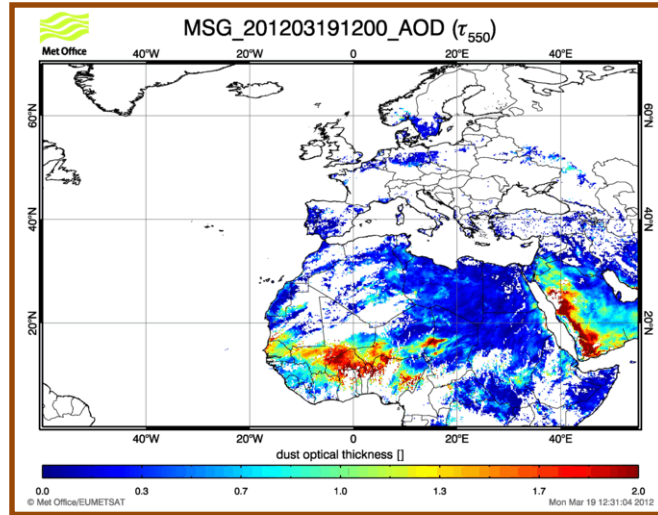 MSG_201203191200_AOD (τ550)
Met Office
40°W 20°W 0° 20°E 40°E
60°N 60°N
40°N 40°N
20°N 20°N
40°W 20°W 0° 20°E 40°E
dust optical thickness []
0.0 0.3 0.7 1.0 1.3 1.7 2.0
© Met Office/EUMETSAT Mon Mar 19 12:31:04 2012